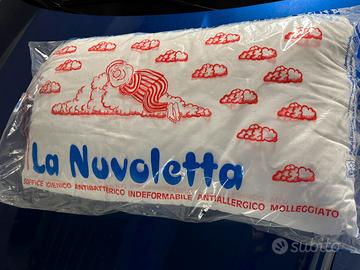 La Nuvoletta
SOFFICE IGIENICO ANTIBATTERICO INDEFORMABILE ANTIALLERGICO MOLLEGGIATO
subito